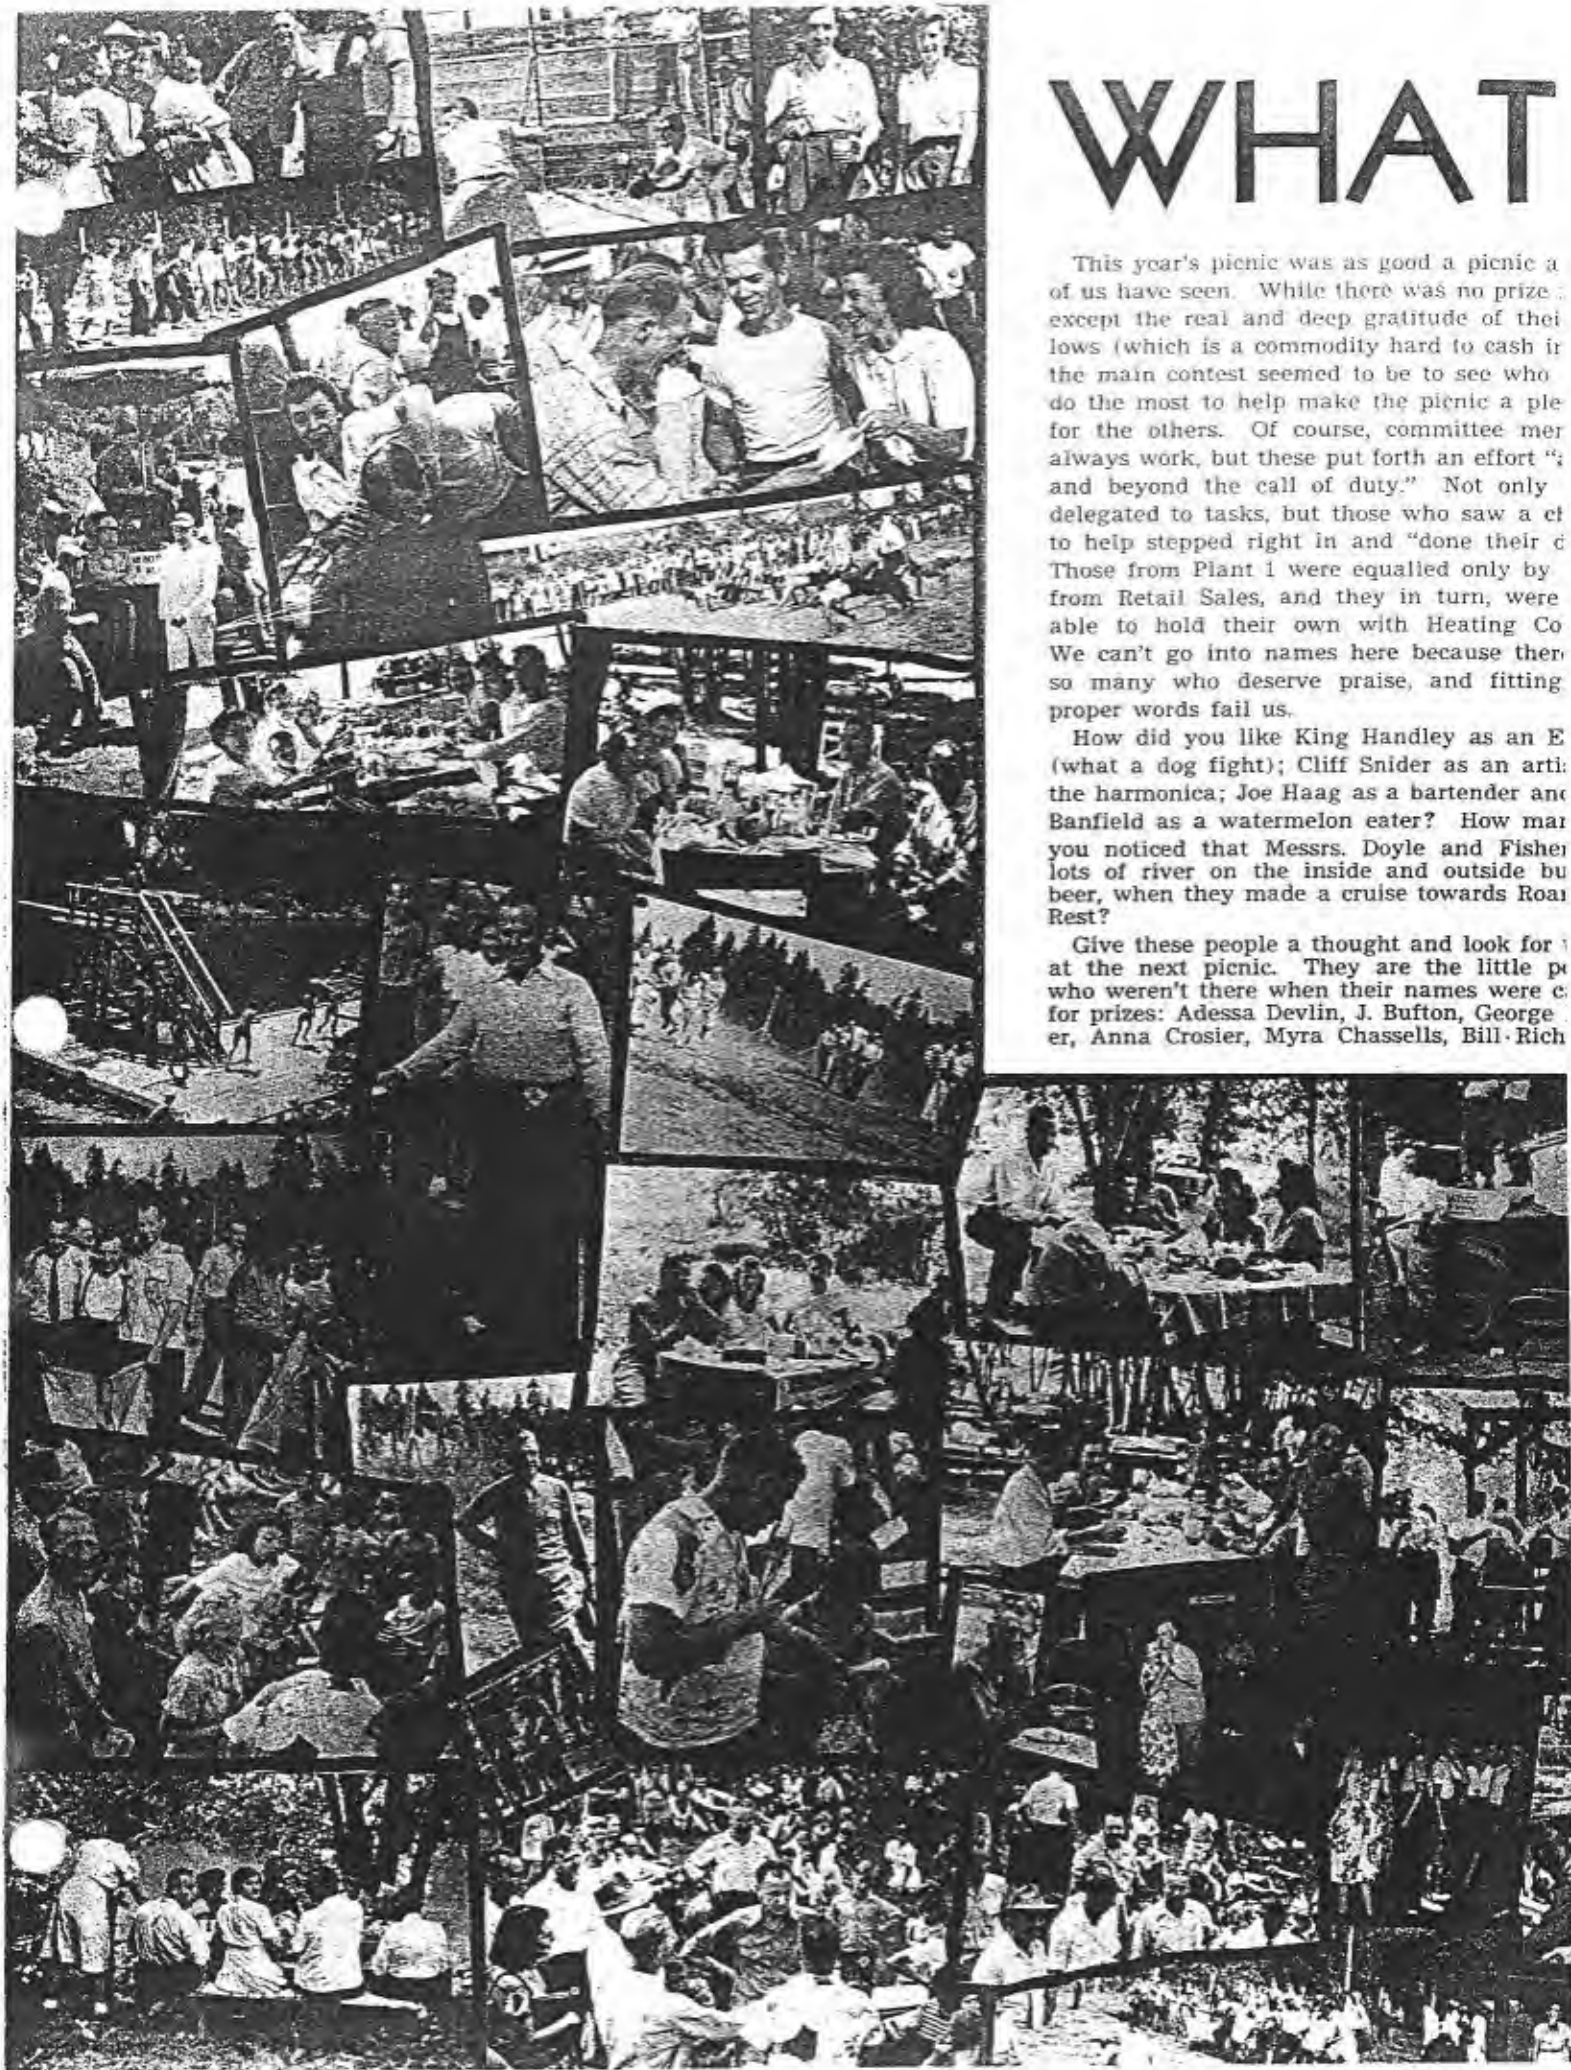 WHAT
This year's picnic was as good a picnic a
of us have seen. While there was no prize
except the real and deep gratitude of thei
lows (which is a commodity hard to cash in
the main contest seemed to be to see who
do the most to help make the picnic a ple
for the others. Of course, committee mer
always work, but these put forth an effort "a
and beyond the call of duty." Not only
delegated to tasks, but those who saw a ch
to help stepped right in and "done their d
Those from Plant 1 were equalled only by
from Retail Sales, and they in turn, were
able to hold their own with Heating Co
We can't go into names here because ther
so many who deserve praise, and fitting
proper words fail us.
How did you like King Handley as an E
(what a dog fight); Cliff Snider as an arti
the harmonica; Joe Haag as a bartender and
Banfield as a watermelon eater? How mar
you noticed that Messrs. Doyle and Fisher
lots of river on the inside and outside bu
beer, when they made a cruise towards Roar
Rest?
Give these people a thought and look for
at the next picnic. They are the little pe
who weren't there when their names were c
for prizes: Adessa Devlin, J. Bufton, George
er, Anna Crosier, Myra Chassells, Bill Rich